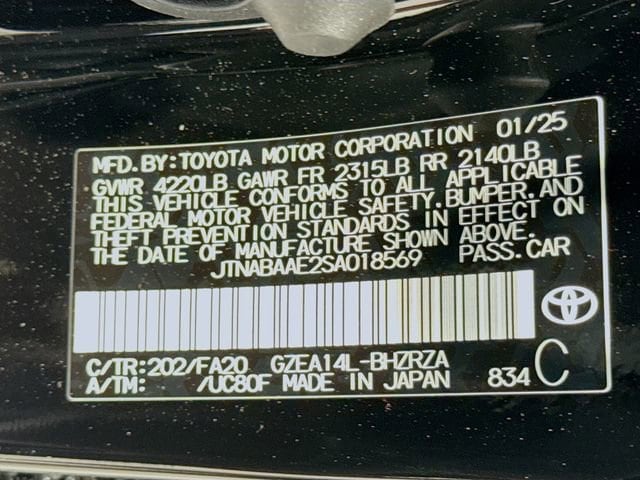 MFD.BY:TOYOTA MOTOR CORPORATION 01/25
GVWR 4220LB GAWR FR 2315LB RR 2140LB
THIS VEHICLE CONFORMS TO ALL APPLICABLE
FEDERAL MOTOR VEHICLE SAFETY,BUMPER,AND
THEFT PREVENTION STANDARDS IN EFFECT ON
THE DATE OF MANUFACTURE SHOWN ABOVE.
JTNABAAE2SA018569 PASS.CAR
C/TR:202/FA20 GZEA14L-BHZRZA
A/TM: /UC80F MADE IN JAPAN 834 C